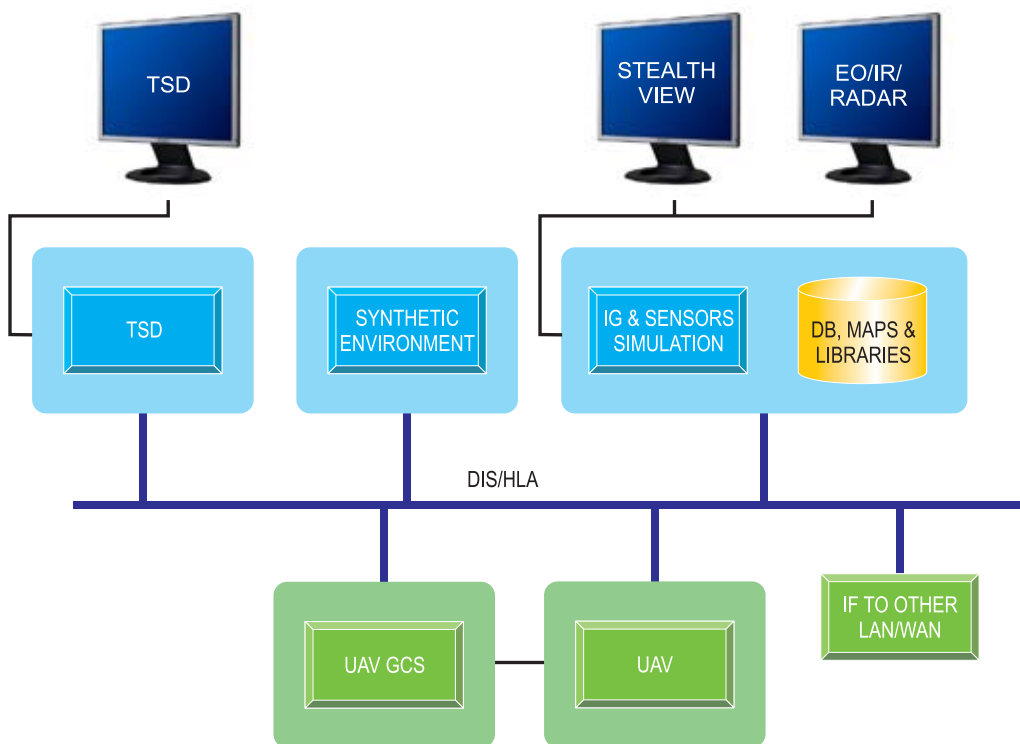 TSD
STEALTH
VIEW
EO/IR/
RADAR
TSD
SYNTHETIC
ENVIRONMENT
IG & SENSORS
SIMULATION
DB, MAPS &
LIBRARIES
DIS/HLA
UAV GCS
UAV
IF TO OTHER
LAN/WAN